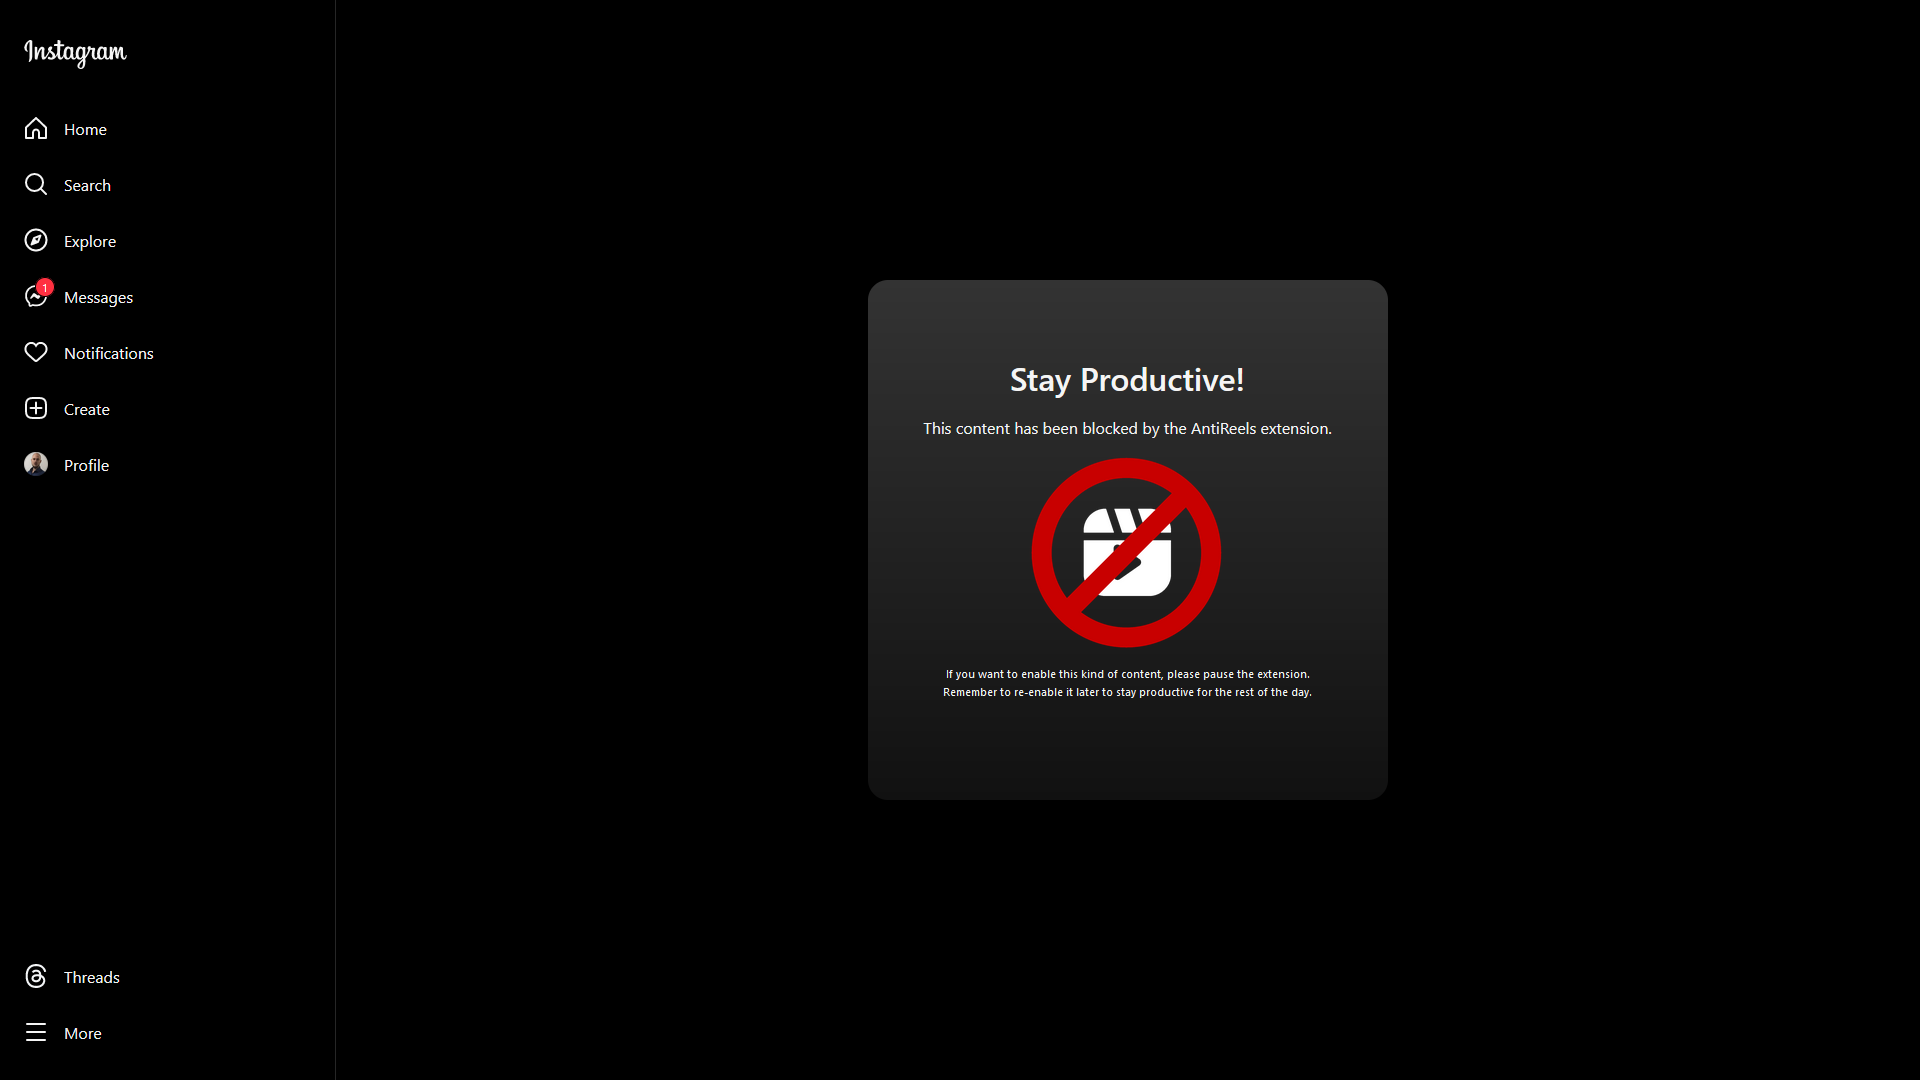 Instagram
Home
Search
Explore
1
Messages
Notifications
Create
Profile
Threads
More
Stay Productive!
This content has been blocked by the AntiReels extension.
If you want to enable this kind of content, please pause the extension.
Remember to re-enable it later to stay productive for the rest of the day.